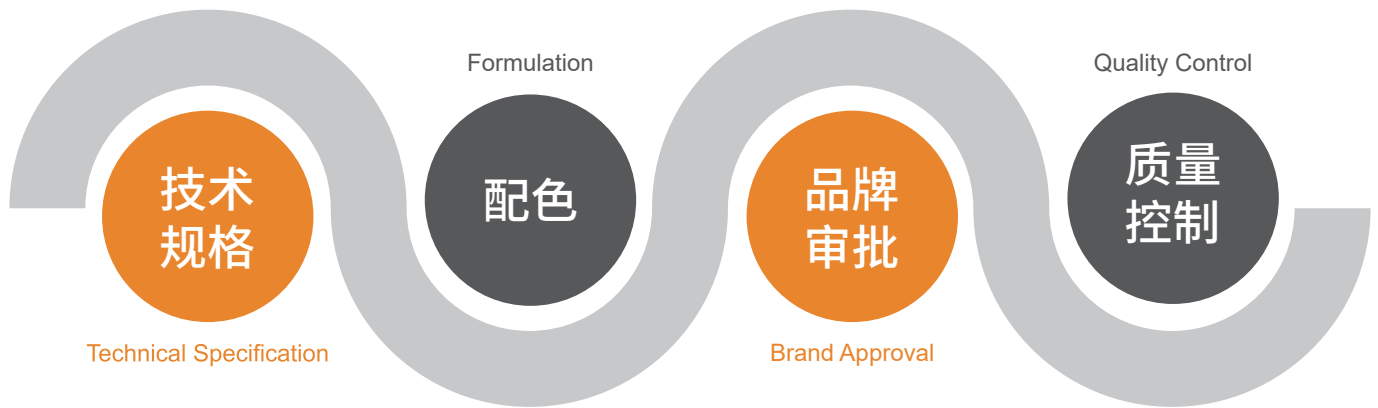 技术
规格
Technical Specification
Formulation
配色
品牌
审批
Brand Approval
Quality Control
质量
控制